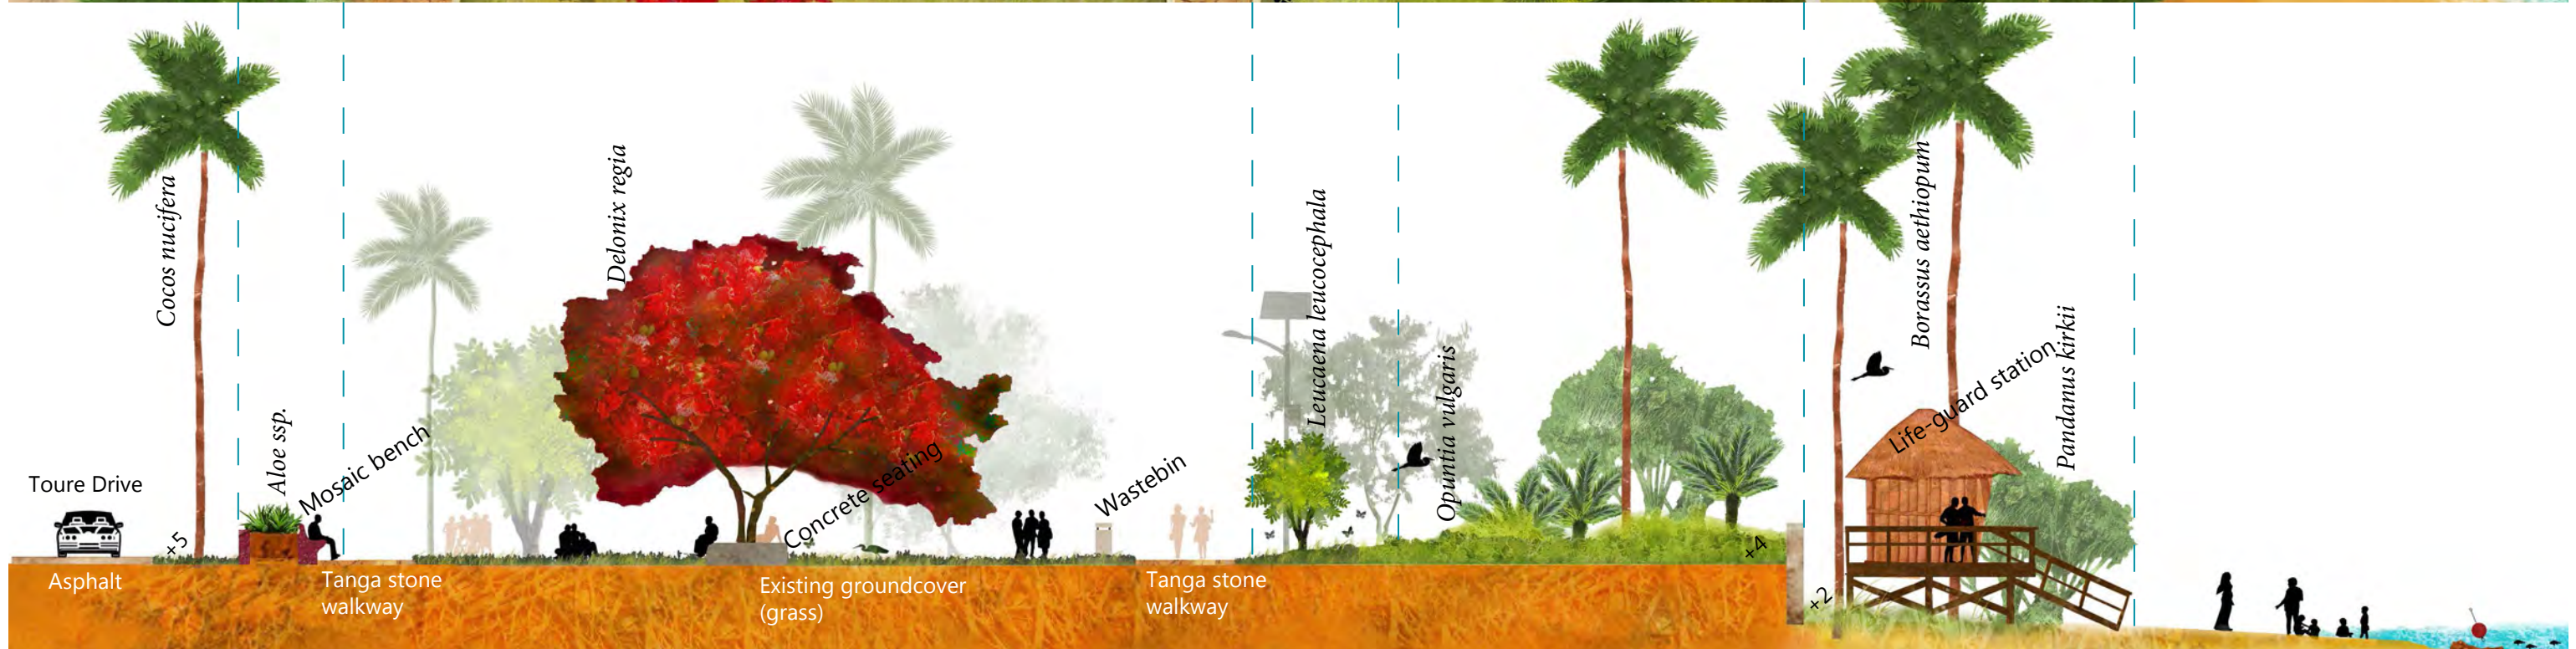 Cocos nucifera
Delonix regia
Leucaena leucocephala
Opuntia vulgaris
Borassus aethiopum
Pandanus kirkii
Aloe ssp.
Mosaic bench
Concrete seating
Wastebin
Life-guard station
Toure Drive
+5
+4
+2
Asphalt
Tanga stone
walkway
Existing groundcover
(grass)
Tanga stone
walkway